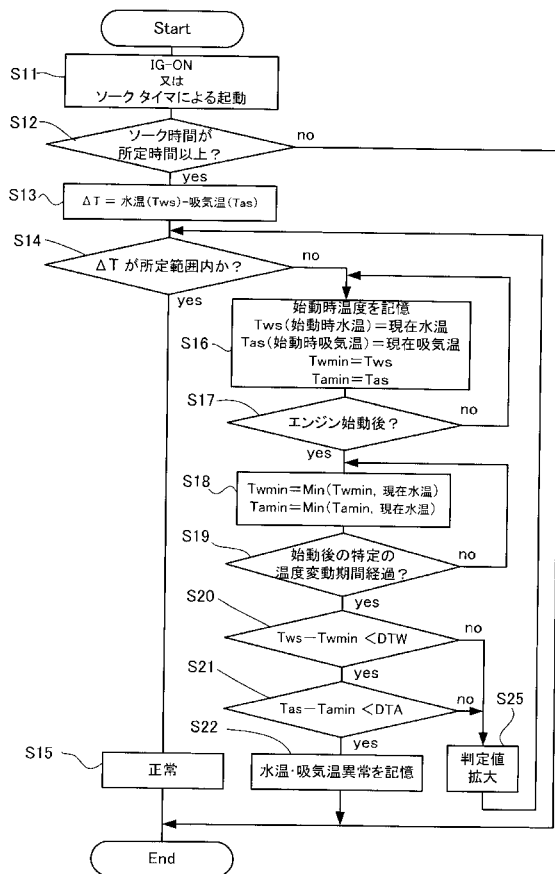 Start
S11
IG-ON
又は
ソーク タイマによる起動
S12
ソーク時間が
所定時間以上？
no
yes
S13
ΔT = 水温(Tws)-吸気温(Tas)
S14
ΔT が所定範囲内か？
no
yes
S16
始動時温度を記憶
Tws(始動時水温)=現在水温
Tas(始動時吸気温)=現在吸気温
Twmin=Tws
Tamin=Tas
S17
エンジン始動後？
no
yes
S18
Twmin=Min(Twmin, 現在水温)
Tamin=Min(Tamin, 現在水温)
S19
始動後の特定の
温度変動期間経過？
no
yes
S20
Tws－Twmin ＜DTW
no
yes
S21
Tas－Tamin ＜DTA
no
yes
S25
判定値
拡大
S22
水温・吸気温異常を記憶
S15
正常
End